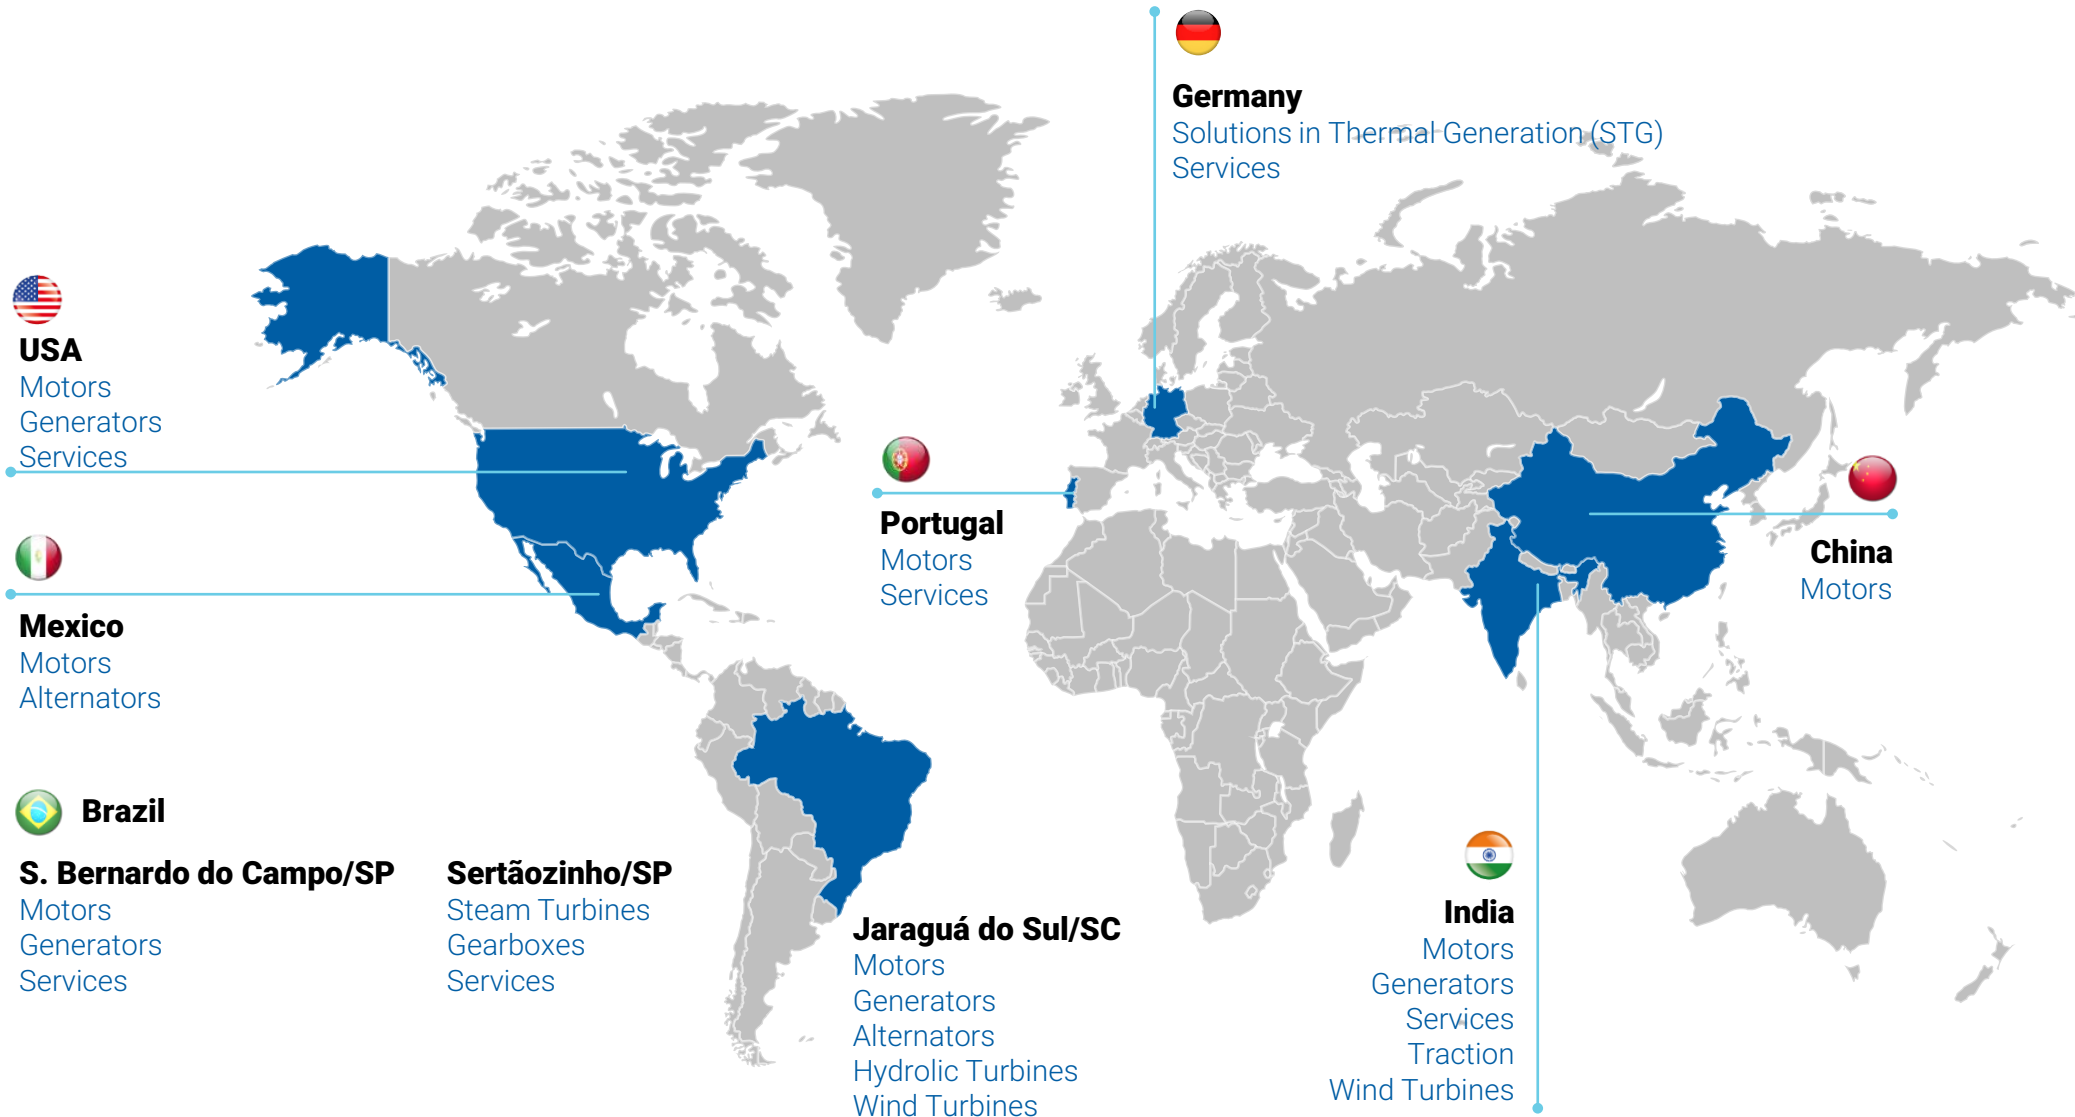 Germany
Solutions in Thermal Generation (STG)
Services
USA
Motors
Generators
Services
Portugal
Motors
Services
China
Motors
Mexico
Motors
Alternators
Brazil
S. Bernardo do Campo/SP
Motors
Generators
Services
Sertãozinho/SP
Steam Turbines
Gearboxes
Services
Jaraguá do Sul/SC
Motors
Generators
Alternators
Hydrolic Turbines
Wind Turbines
India
Motors
Generators
Services
Traction
Wind Turbines